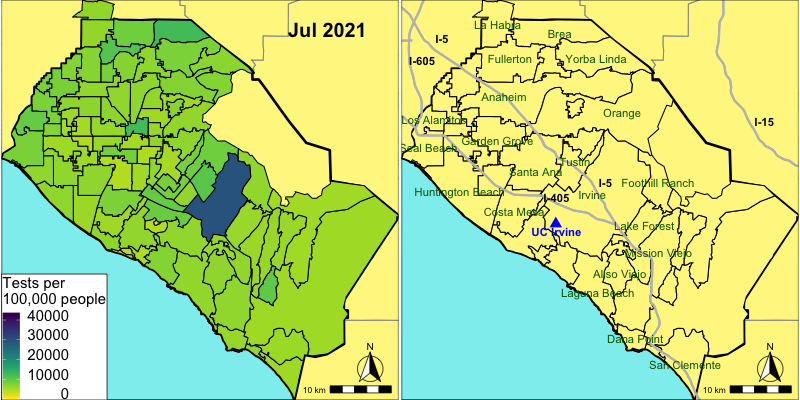 Jul 2021
Tests per
100,000 people
40000
30000
20000
10000
0
N
10 km
La Habra
Brea
I-5
I-605
Fullerton
Yorba Linda
Anaheim
Orange
Los Alamitos
I-15
Garden Grove
Seal Beach
Tustin
Santa Ana
I-5
Foothill Ranch
Huntington Beach
Irvine
I-405
Costa Mesa
UC Irvine
Lake Forest
Mission Viejo
Aliso Viejo
Laguna Beach
Dana Point
San Clemente
N
10 km